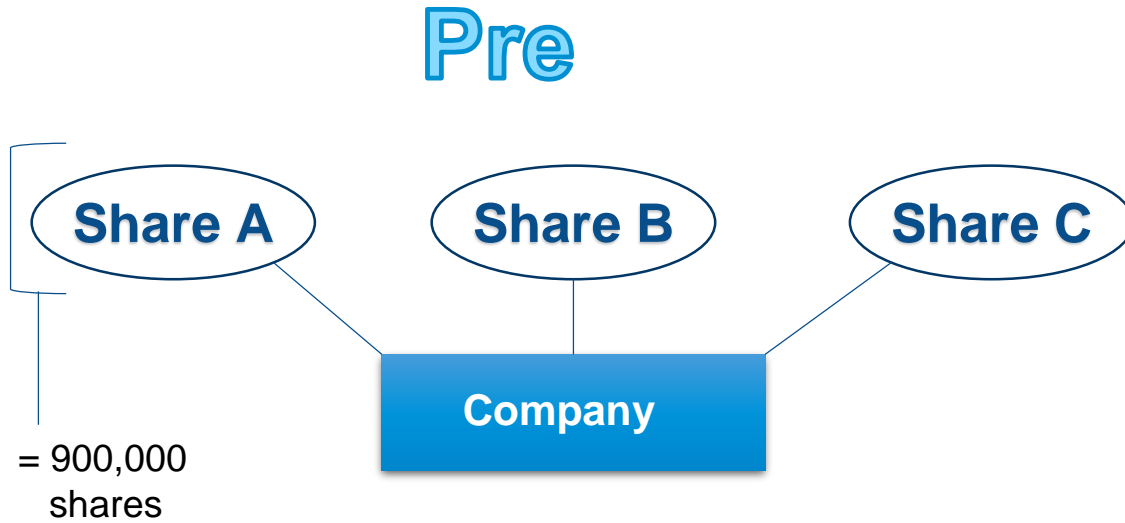 Pre
Share A
Share B
Share C
Company
= 900,000
shares